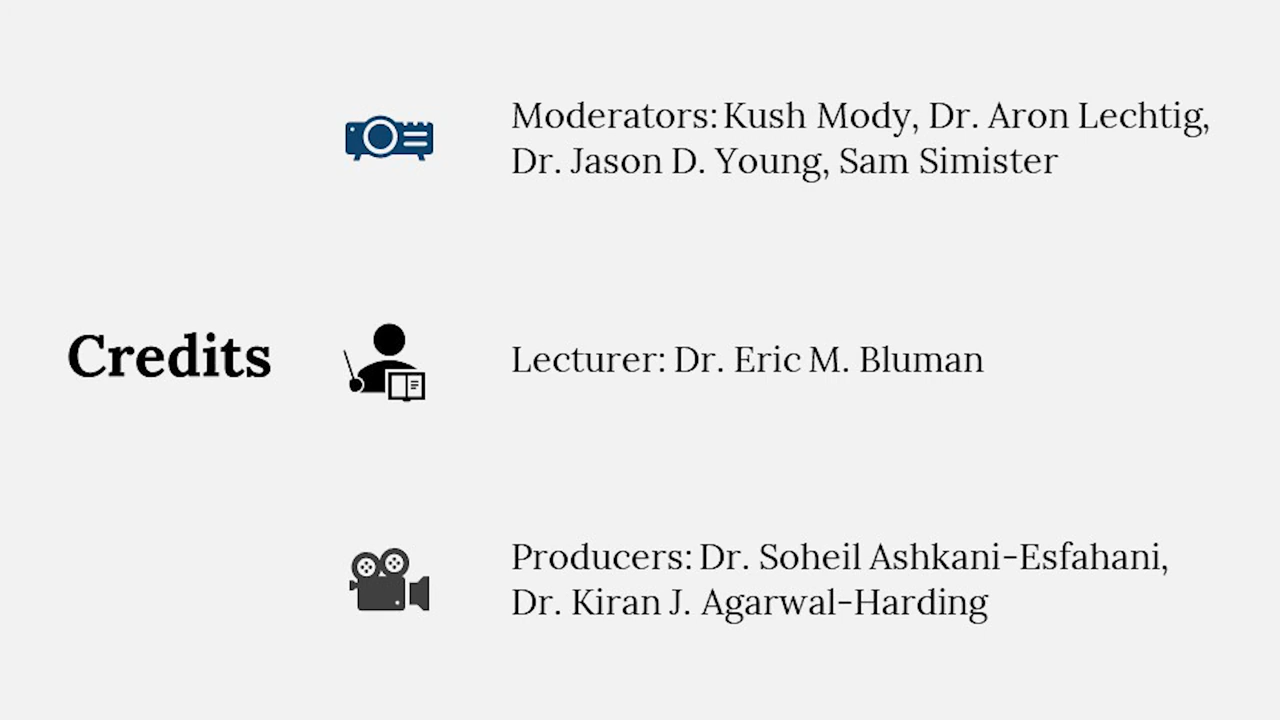 Moderators: Kush Mody, Dr. Aron Lechtig,
Dr. Jason D. Young, Sam Simister
Credits
Lecturer: Dr. Eric M. Bluman
Producers: Dr. Soheil Ashkani-Esfahani,
Dr. Kiran J. Agarwal-Harding